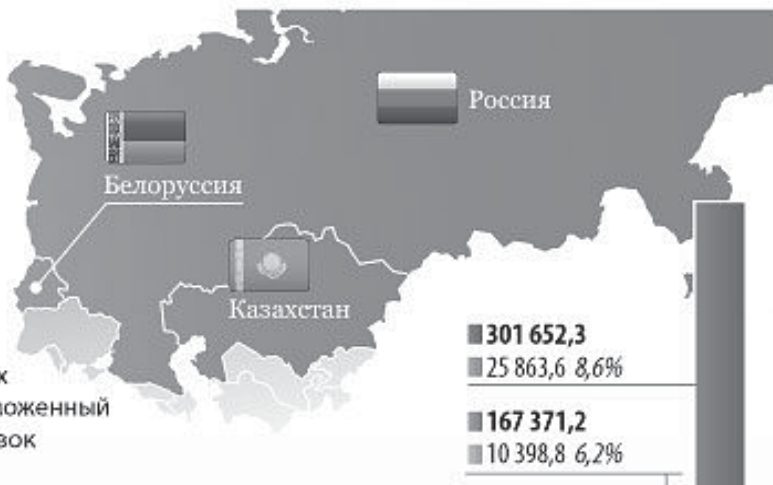 Россия
Белоруссия
Казахстан
301 652,3
25 863,6 8,6%
167 371,2
10 398,8 6,2%